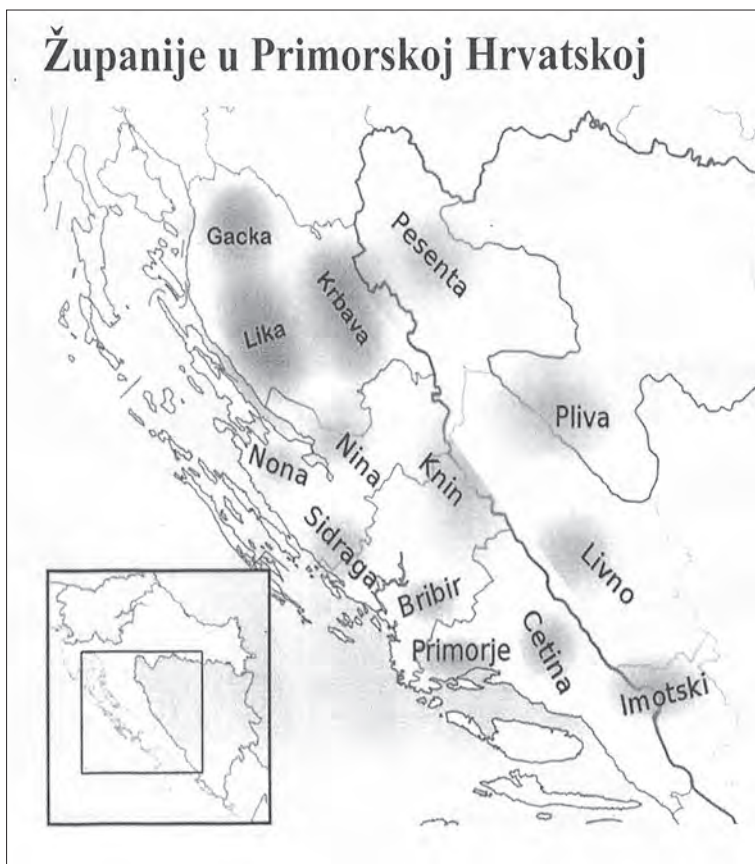 Županije u Primorskoj Hrvatskoj
Gacka
Pesenta
Krbava
Lika
Pliva
Nina
Nona
Knin
Sidraga
Livno
Bribir
Primorje
Cetina
Imotski